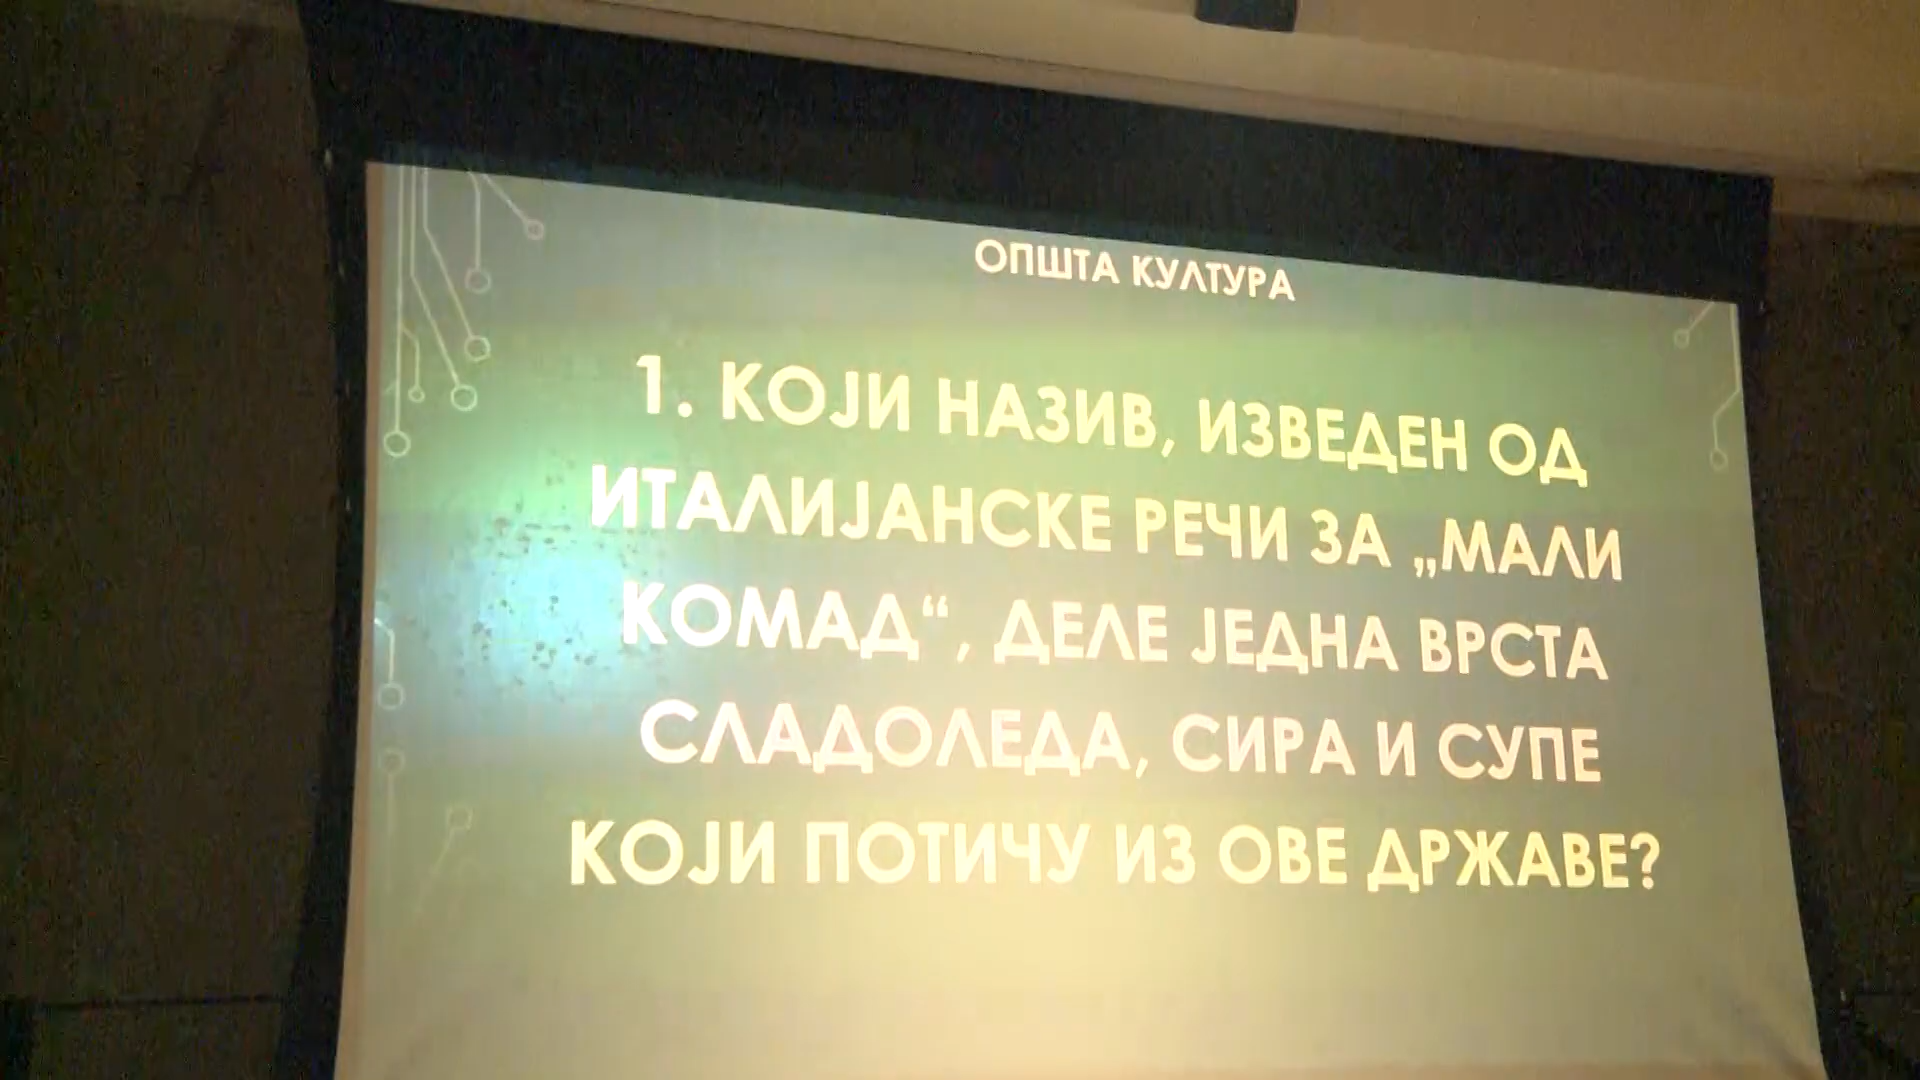 ОПШТА КУЛТУРА
1. КОЈИ НАЗИВ, ИЗВЕДЕН ОД
ИТАЛИЈАНСКЕ РЕЧИ ЗА „МАЛИ
КОМАД“, ДЕЛЕ ЈЕДНА ВРСТА
СЛАДОЛЕДА, СИРА И СУПЕ
КОЈИ ПОТИЧУ ИЗ ОВЕ ДРЖАВЕ?